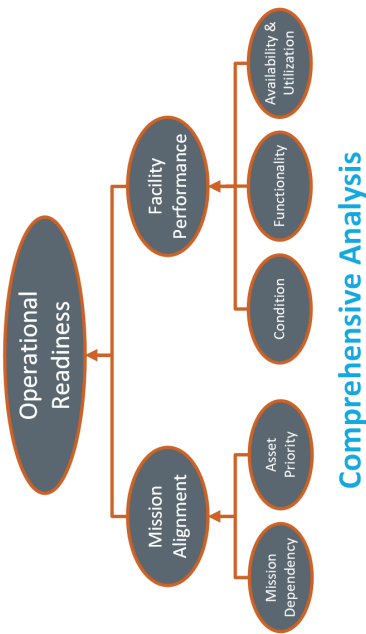 Operational
Readiness
Mission
Alignment
Facility
Performance
Mission
Dependency
Asset
Priority
Condition
Functionality
Availability &
Utilization
Comprehensive Analysis